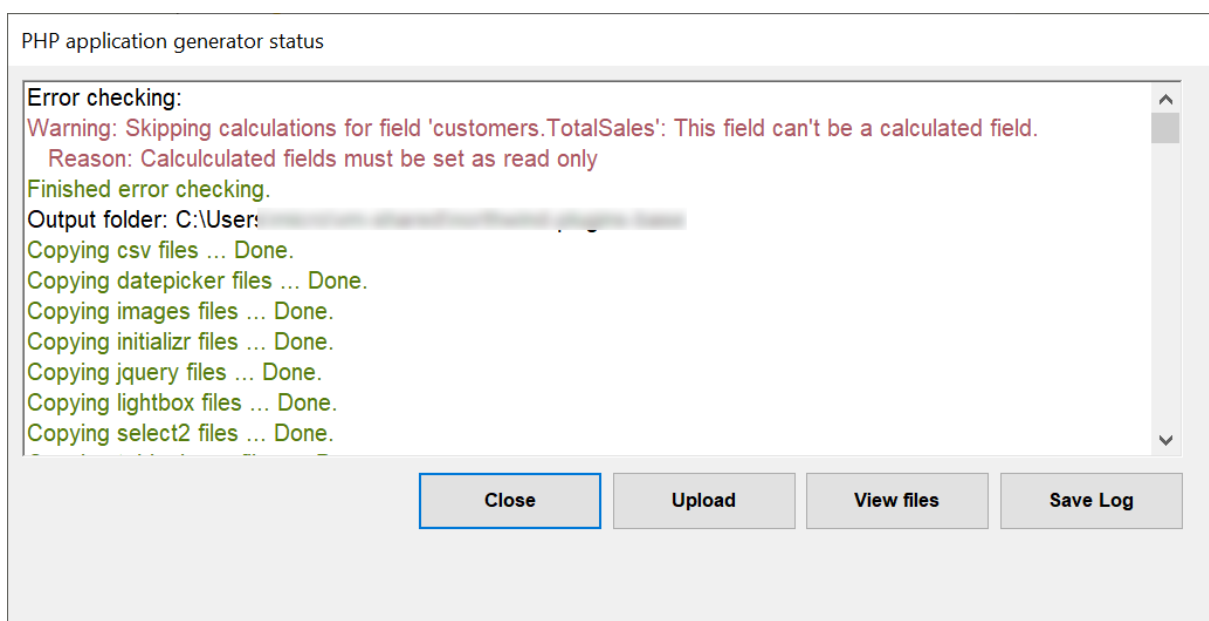 PHP application generator status
Error checking:
Warning: Skipping calculations for field 'customers.TotalSales': This field can't be a calculated field.
Reason: Calculculated fields must be set as read only
Finished error checking.
Output folder: C:\Users
Copying csv files ... Done.
Copying datepicker files ... Done.
Copying images files ... Done.
Copying initializr files ... Done.
Copying jquery files ... Done.
Copying lightbox files ... Done.
Copying select2 files ... Done.
Close
Upload
View files
Save Log